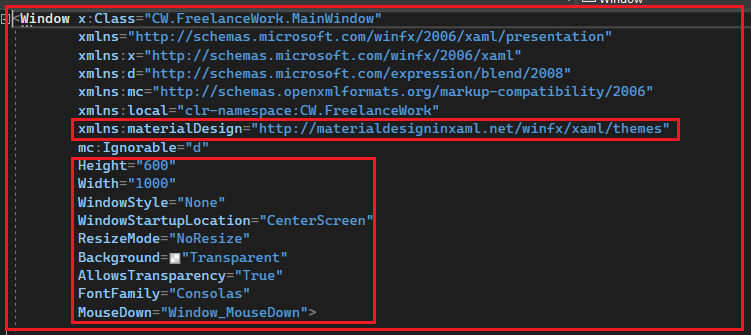 Window
<Window x:Class="CW.FreelanceWork.MainWindow"
xmlns="http://schemas.microsoft.com/winfx/2006/xaml/presentation"
xmlns:x="http://schemas.microsoft.com/winfx/2006/xaml"
xmlns:d="http://schemas.microsoft.com/expression/blend/2008"
xmlns:mc="http://schemas.openxmlformats.org/markup-compatibility/2006"
xmlns:local="clr-namespace:CW.FreelanceWork"
xmlns:materialDesign="http://materialdesigninxaml.net/winfx/xaml/themes"
mc:Ignorable="d"
Height="600"
Width="1000"
WindowStyle="None"
WindowStartupLocation="CenterScreen"
ResizeMode="NoResize"
Background="Transparent"
AllowsTransparency="True"
FontFamily="Consolas"
MouseDown="Window_MouseDown">